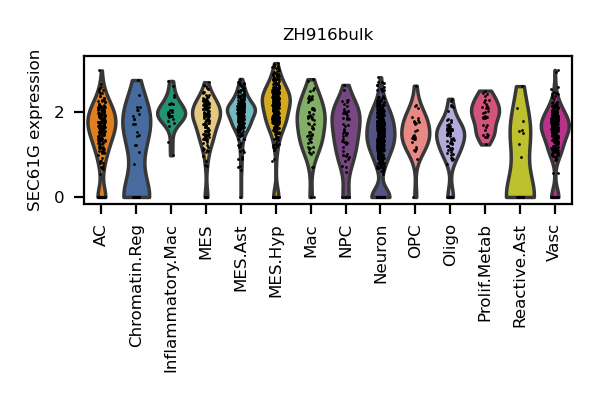 ZH916bulk
SEC61G expression
2
0
AC
Chromatin.Reg
Inflammatory.Mac
MES
MES.Ast
MES.Hyp
Mac
NPC
Neuron
OPC
Oligo
Prolif.Metab
Reactive.Ast
Vasc